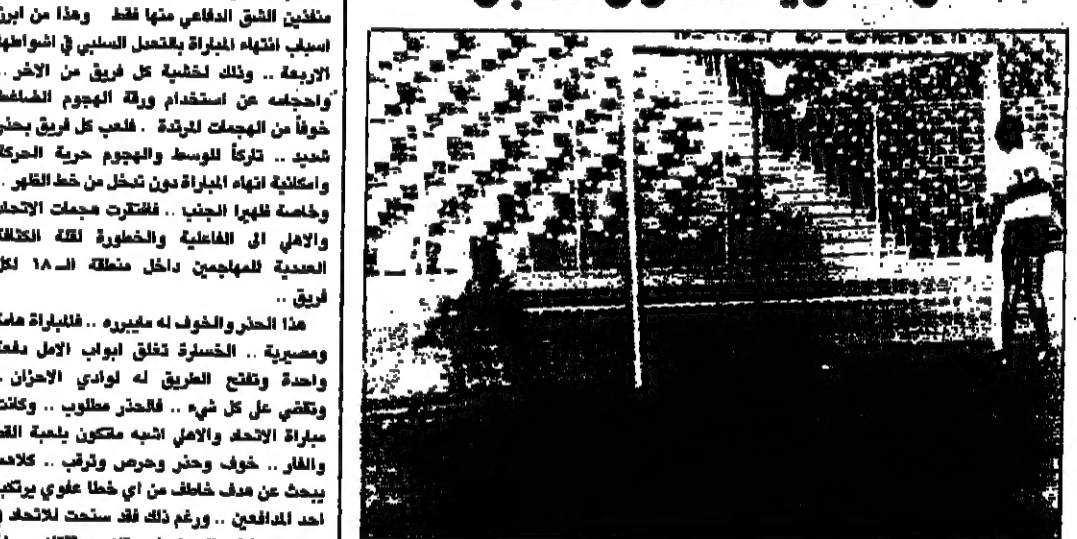 منفذين الشق الدفاعي منها فقط وهذا من ابرز
اسباب انتهاء المباراة بالتعادل السلبي في اشواطها
الاربعة .. وذلك لخشية كل فريق من الاخر ..
واحجامه عن استخدام ورقة الهجوم الضاغط
خوفاً من الهجمات المرتدة . فلعب كل فريق بحذر
شديد .. تاركاً للوسط والهجوم حرية الحركة
وامكانية انهاء المباراة دون تدخل من خط الظهر .
وخاصة ظهيرا الجنب .. فافتقرت هجمات الاتحاد
والاهلي الى الفاعلية والخطورة لقلة الكثافة
العددية للمهاجمين داخل منطقة الـ ١٨ لكل
فريق ..
هذا الحذر والخوف له مايبرره .. فالمباراة هامة
ومصيرية .. الخسارة تغلق ابواب الامل دفعة
واحدة وتفتح الطريق له لوادي الاحزان .
وتقضي على كل شيء .. فالحذر مطلوب .. وكانت
مباراة الاتحاد والاهلي اشبه ماتكون بلعبة القط
والفار .. خوف وحذر وحرص وترقب .. كلاهما
يبحث عن هدف خاطف من اي خطا عفوي يرتكبه
احد المدافعين .. ورغم ذلك فقد سنحت للاتحاد